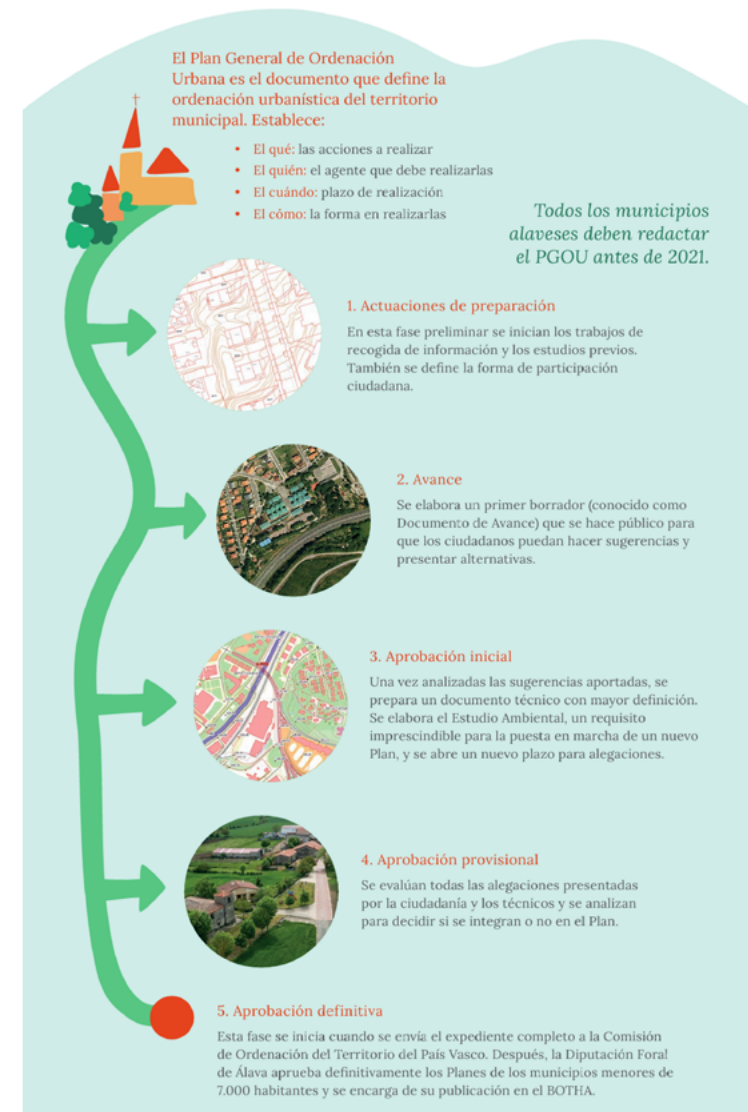 El Plan General de Ordenación
Urbana es el documento que define la
ordenación urbanística del territorio
municipal. Establece:
• El qué: las acciones a realizar
• El quién: el agente que debe realizarlas
• El cuándo: plazo de realización
• El cómo: la forma en realizarlas
Todos los municipios
alaveses deben redactar
el PGOU antes de 2021.
1. Actuaciones de preparación
En esta fase preliminar se inician los trabajos de
recogida de información y los estudios previos.
También se define la forma de participación
ciudadana.
2. Avance
Se elabora un primer borrador (conocido como
Documento de Avance) que se hace público para
que los ciudadanos puedan hacer sugerencias y
presentar alternativas.
3. Aprobación inicial
Una vez analizadas las sugerencias aportadas, se
prepara un documento técnico con mayor definición.
Se elabora el Estudio Ambiental, un requisito
imprescindible para la puesta en marcha de un nuevo
Plan, y se abre un nuevo plazo para alegaciones.
4. Aprobación provisional
Se evalúan todas las alegaciones presentadas
por la ciudadanía y los técnicos y se analizan
para decidir si se integran o no en el Plan.
5. Aprobación definitiva
Esta fase se inicia cuando se envía el expediente completo a la Comisión
de Ordenación del Territorio del País Vasco. Después, la Diputación Foral
de Álava aprueba definitivamente los Planes de los municipios menores de
7.000 habitantes y se encarga de su publicación en el BOTHA.